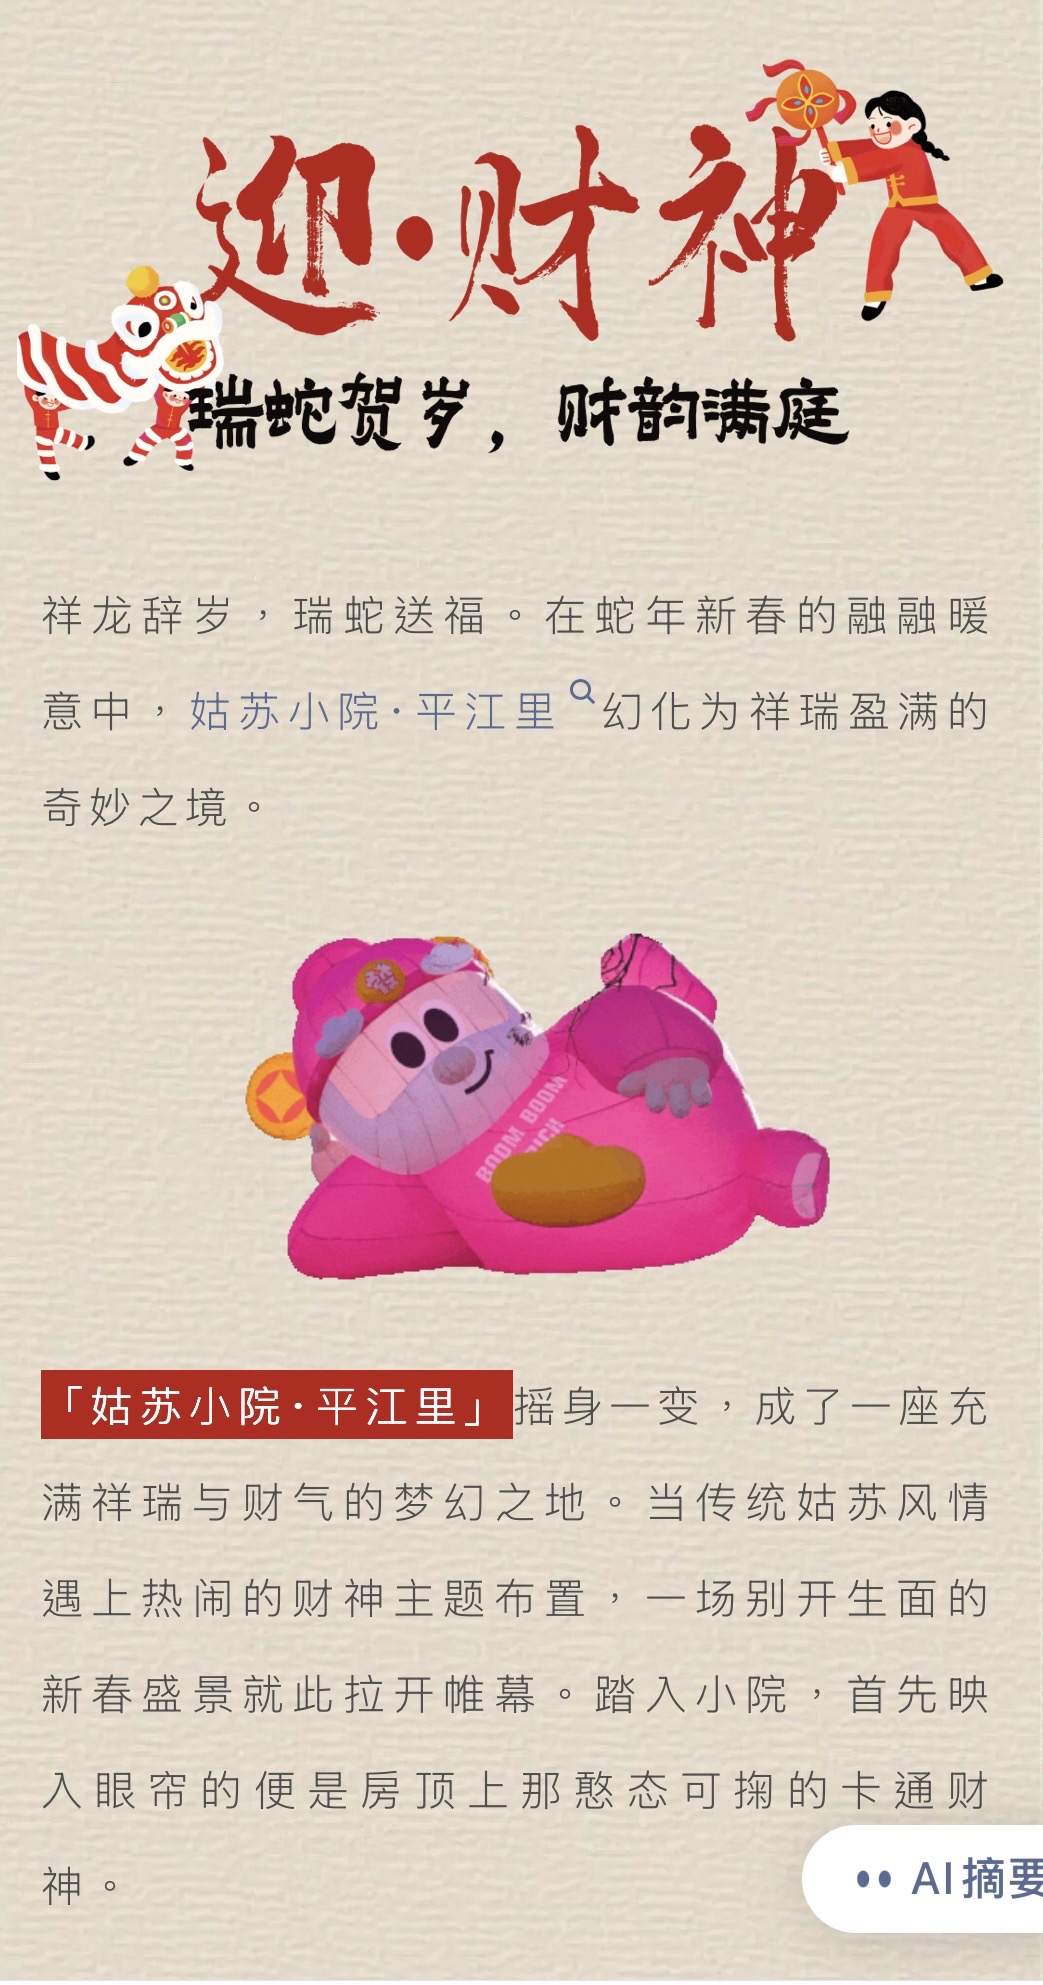 迎·财神
瑞蛇贺岁，财韵满庭
祥龙辞岁，瑞蛇送福。在蛇年新春的融融暖
意中，姑苏小院·平江里幻化为祥瑞盈满的
奇妙之境。
BOOM BOOM
RICH
「姑苏小院·平江里」摇身一变，成了一座充
满祥瑞与财气的梦幻之地。当传统姑苏风情
遇上热闹的财神主题布置，一场别开生面的
新春盛景就此拉开帷幕。踏入小院，首先映
入眼帘的便是房顶上那憨态可掬的卡通财
神。
AI摘要